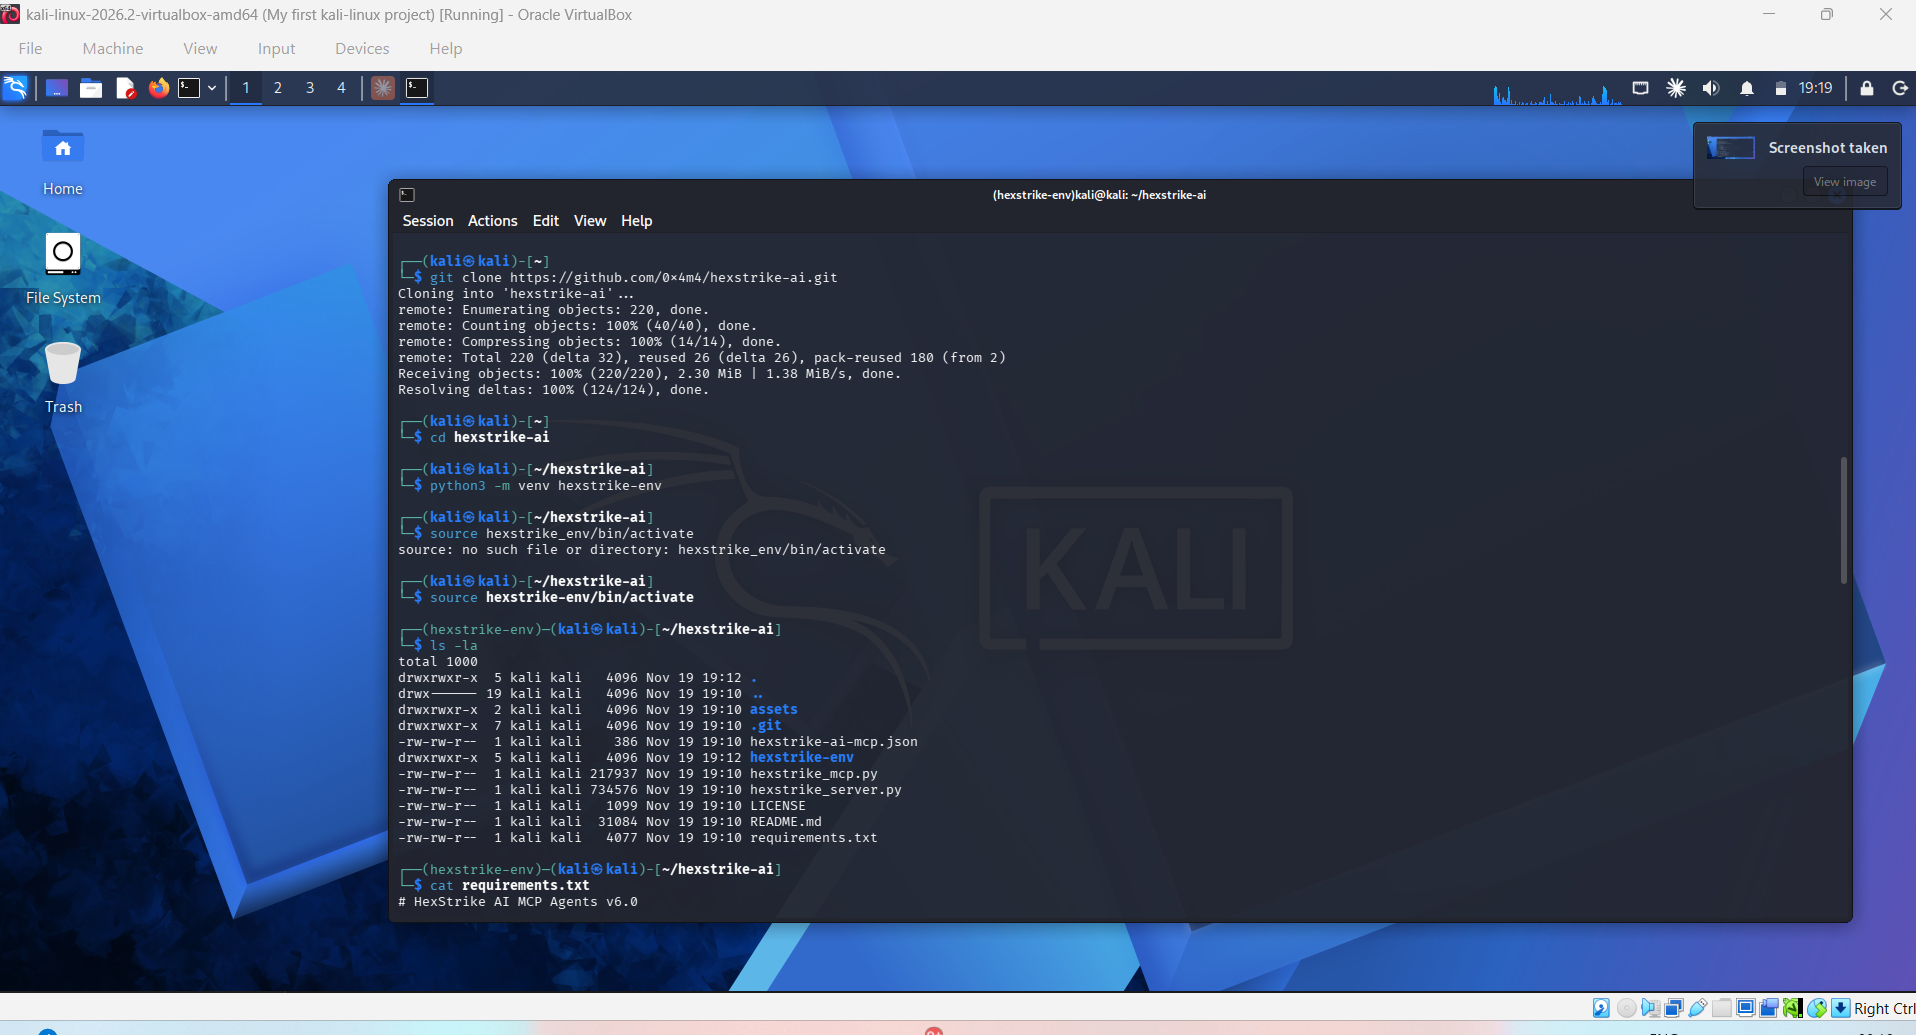 kali-linux-2026.2-virtualbox-amd64 (My first kali-linux project) [Running] - Oracle VirtualBox
File Machine View Input Devices Help
1 2 3 4 19:19
Screenshot taken
View image
Home
File System
Trash
(hexstrike-env)kali@kali: ~/hexstrike-ai
Session Actions Edit View Help
┌──(kali㉿kali)-[~]
└─$ git clone https://github.com/0×4m4/hexstrike-ai.git
Cloning into 'hexstrike-ai'...
remote: Enumerating objects: 220, done.
remote: Counting objects: 100% (40/40), done.
remote: Compressing objects: 100% (14/14), done.
remote: Total 220 (delta 32), reused 26 (delta 26), pack-reused 180 (from 2)
Receiving objects: 100% (220/220), 2.30 MiB | 1.38 MiB/s, done.
Resolving deltas: 100% (124/124), done.
┌──(kali㉿kali)-[~]
└─$ cd hexstrike-ai
┌──(kali㉿kali)-[~/hexstrike-ai]
└─$ python3 -m venv hexstrike-env
┌──(kali㉿kali)-[~/hexstrike-ai]
└─$ source hexstrike_env/bin/activate
source: no such file or directory: hexstrike_env/bin/activate
┌──(kali㉿kali)-[~/hexstrike-ai]
└─$ source hexstrike-env/bin/activate
┌──(hexstrike-env)─(kali㉿kali)-[~/hexstrike-ai]
└─$ ls -la
total 1000
drwxrwxr-x  5 kali kali   4096 Nov 19 19:12 .
drwx------ 19 kali kali   4096 Nov 19 19:10 ..
drwxrwxr-x  2 kali kali   4096 Nov 19 19:10 assets
drwxrwxr-x  7 kali kali   4096 Nov 19 19:10 .git
-rw-rw-r--  1 kali kali    386 Nov 19 19:10 hexstrike-ai-mcp.json
drwxrwxr-x  5 kali kali   4096 Nov 19 19:12 hexstrike-env
-rw-rw-r--  1 kali kali 217937 Nov 19 19:10 hexstrike_mcp.py
-rw-rw-r--  1 kali kali 734576 Nov 19 19:10 hexstrike_server.py
-rw-rw-r--  1 kali kali   1099 Nov 19 19:10 LICENSE
-rw-rw-r--  1 kali kali  31084 Nov 19 19:10 README.md
-rw-rw-r--  1 kali kali   4077 Nov 19 19:10 requirements.txt
┌──(hexstrike-env)─(kali㉿kali)-[~/hexstrike-ai]
└─$ cat requirements.txt
# HexStrike AI MCP Agents v6.0
KALI
Right Ctrl